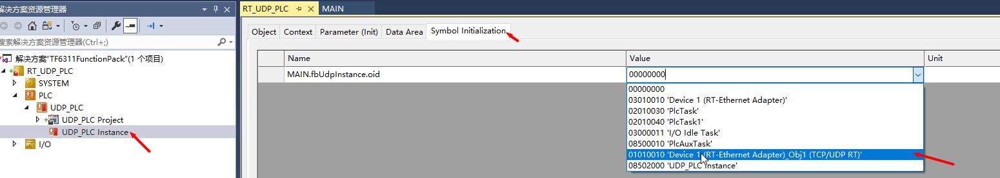 解决方案资源管理器
搜索解决方案资源管理器(Ctrl+;)
解决方案"TF6311FunctionPack"(1 个项目)
RT_UDP_PLC
SYSTEM
PLC
UDP_PLC
UDP_PLC Project
UDP_PLC Instance
I/O
RT_UDP_PLC MAIN
Object Context Parameter (Init) Data Area Symbol Initialization
Name Value Unit
MAIN.fbUdpInstance.oid 00000000
00000000
03010010 'Device 1 (RT-Ethernet Adapter)'
02010030 'PlcTask'
02010040 'PlcTask1'
03000011 'I/O Idle Task'
08500010 'PlcAuxTask'
01010010 'Device 1 (RT-Ethernet Adapter)_Obj1 (TCP/UDP RT)'
08502000 'UDP_PLC Instance'